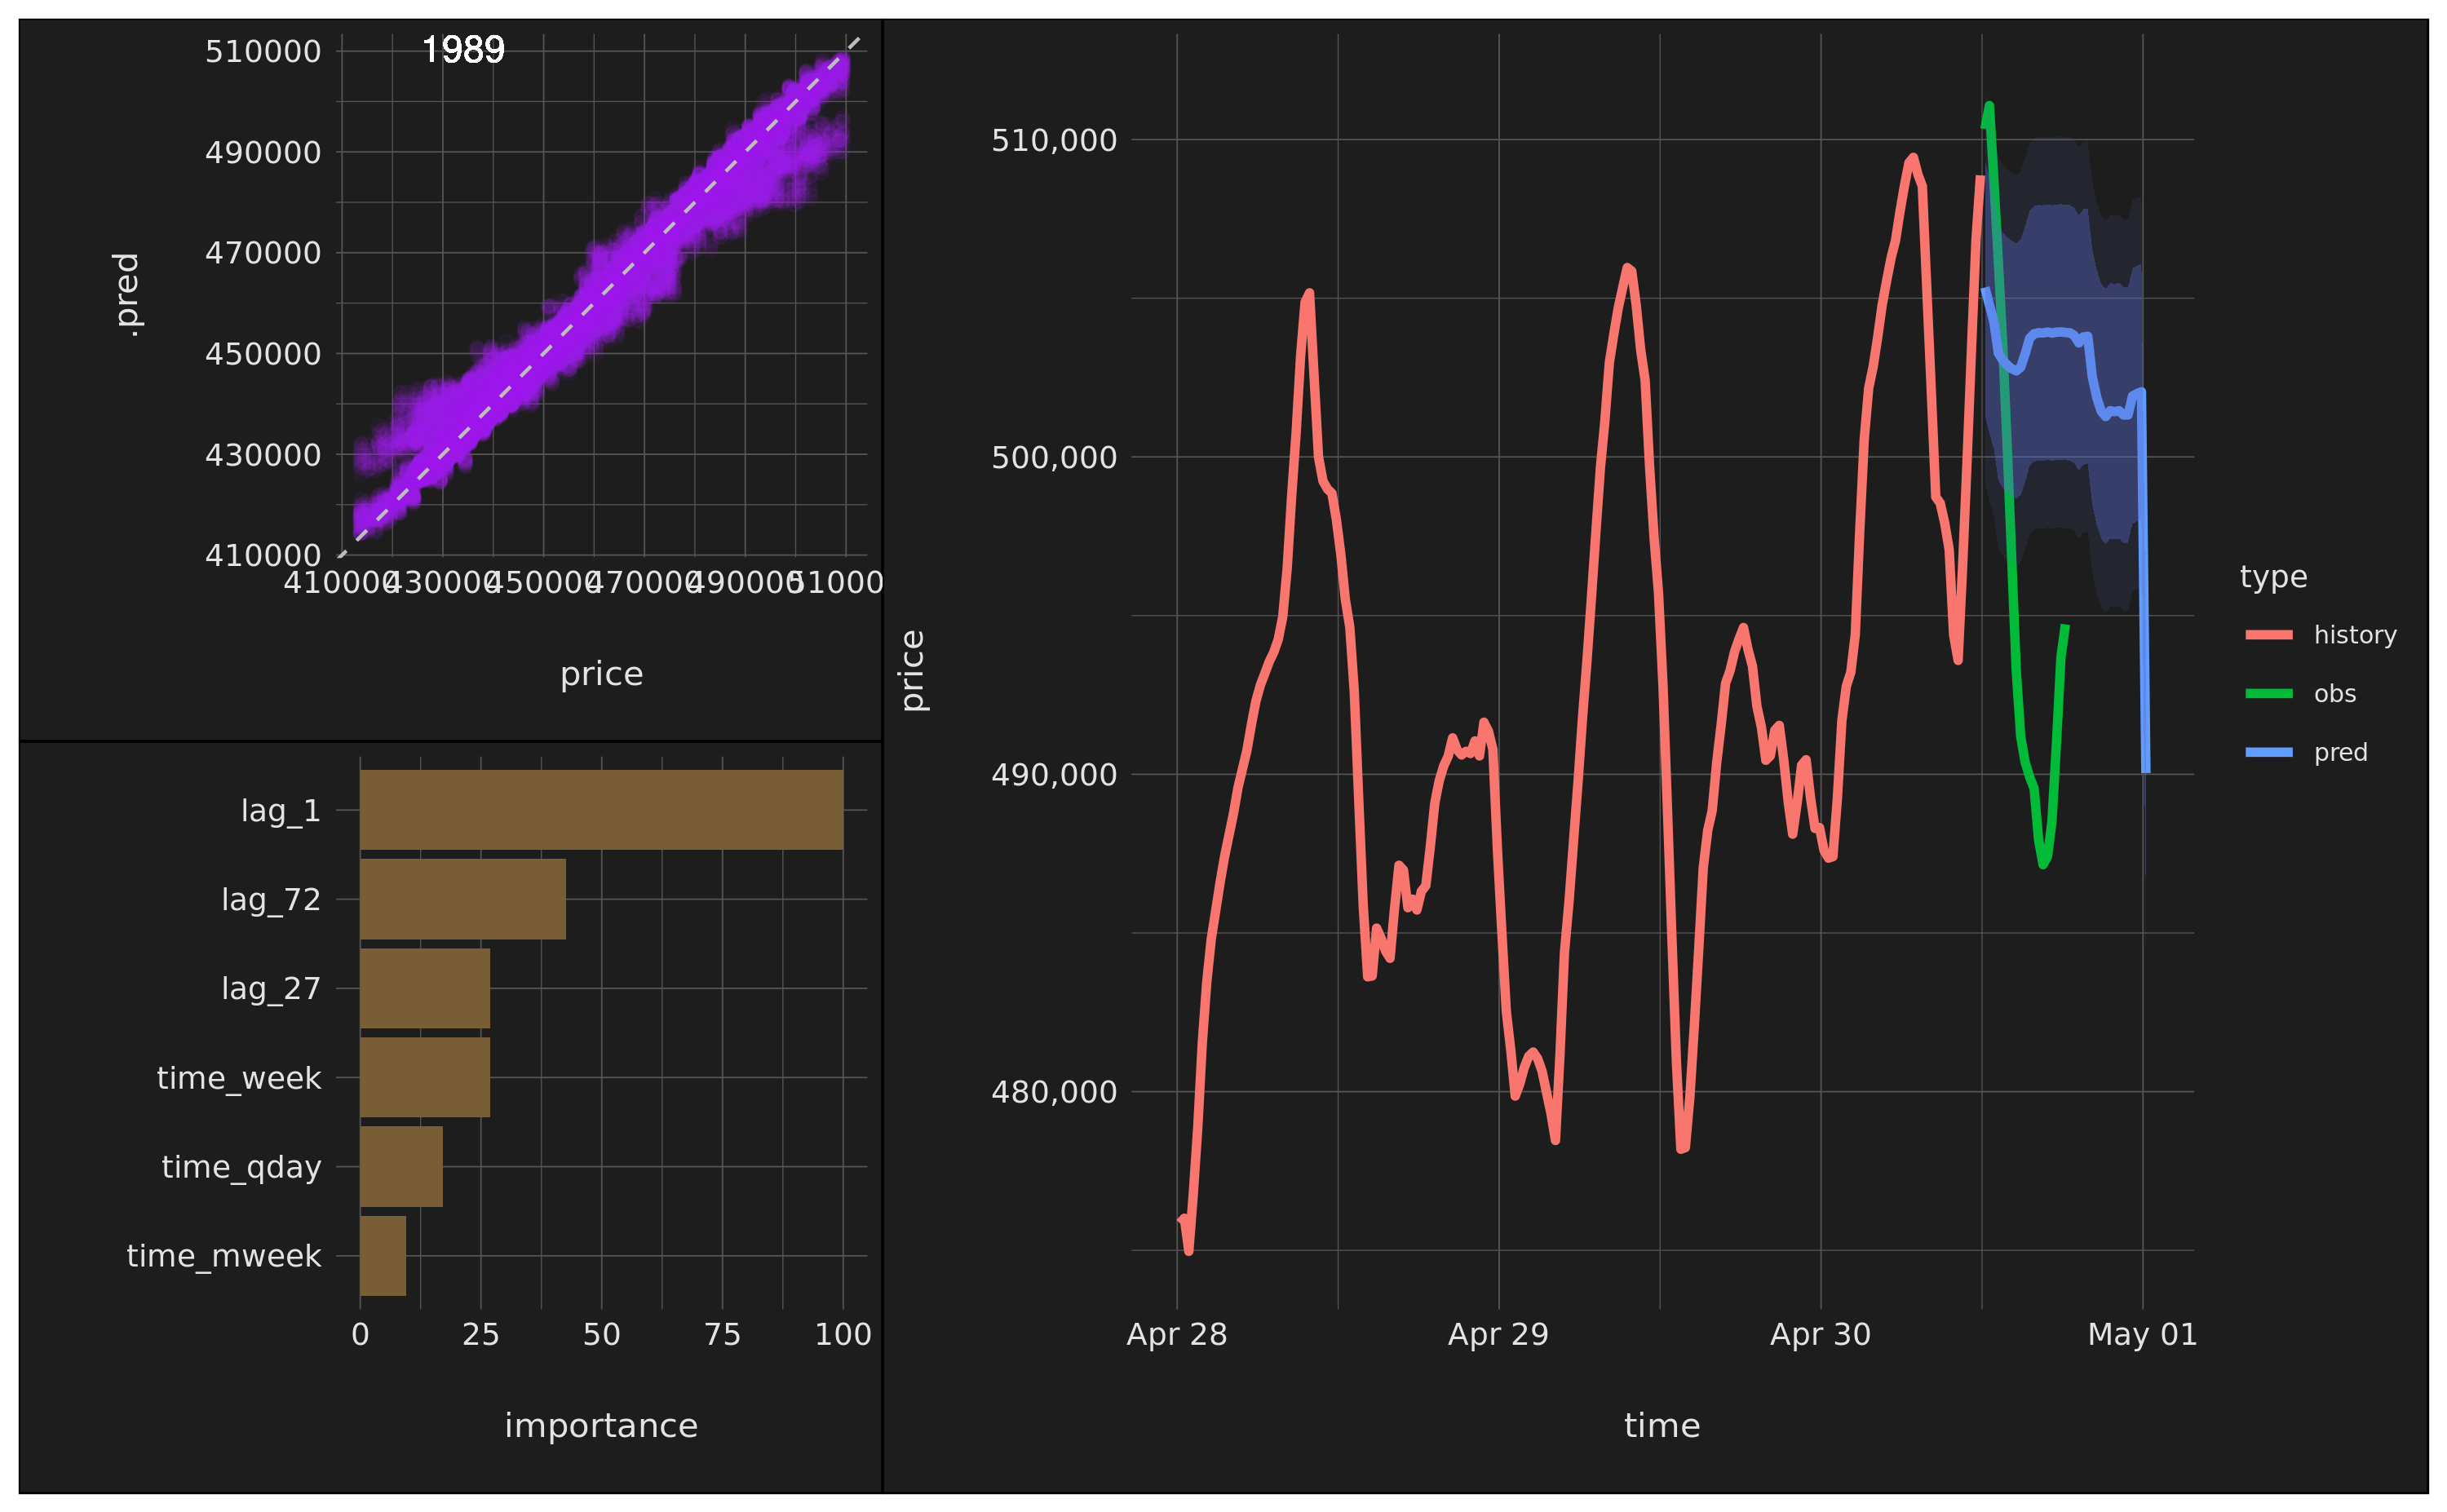 1989
510000
490000
470000
450000
430000
410000
.pred
410000 430000 450000 470000 490000 51000
price
lag_1
lag_72
lag_27
time_week
time_qday
time_mweek
0 25 50 75 100
importance
510,000
500,000
490,000
480,000
price
Apr 28 Apr 29 Apr 30 May 01
time
type
history
obs
pred